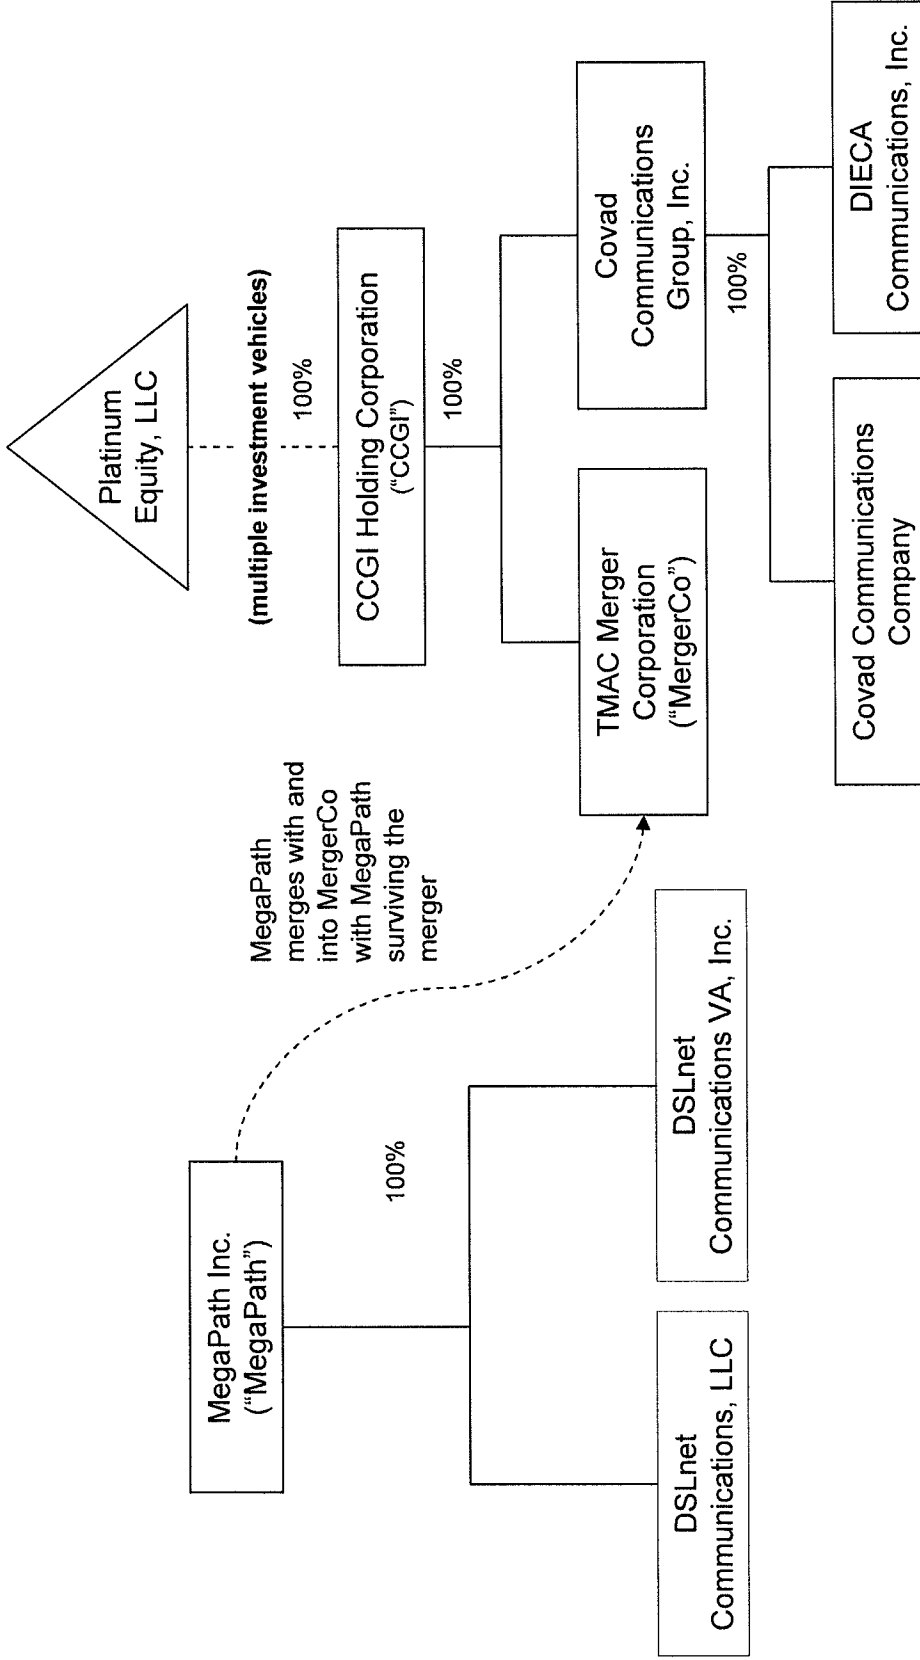 MegaPath Inc.
(“MegaPath”)
100%
DSLnet
Communications, LLC
DSLnet
Communications VA, Inc.
MegaPath
merges with and
into MergerCo
with MegaPath
surviving the
merger
Platinum
Equity, LLC
(multiple investment vehicles)
100%
CCGI Holding Corporation
(“CCGI”)
100%
TMAC Merger
Corporation
(“MergerCo”)
Covad
Communications
Group, Inc.
100%
Covad Communications
Company
DIECA
Communications, Inc.